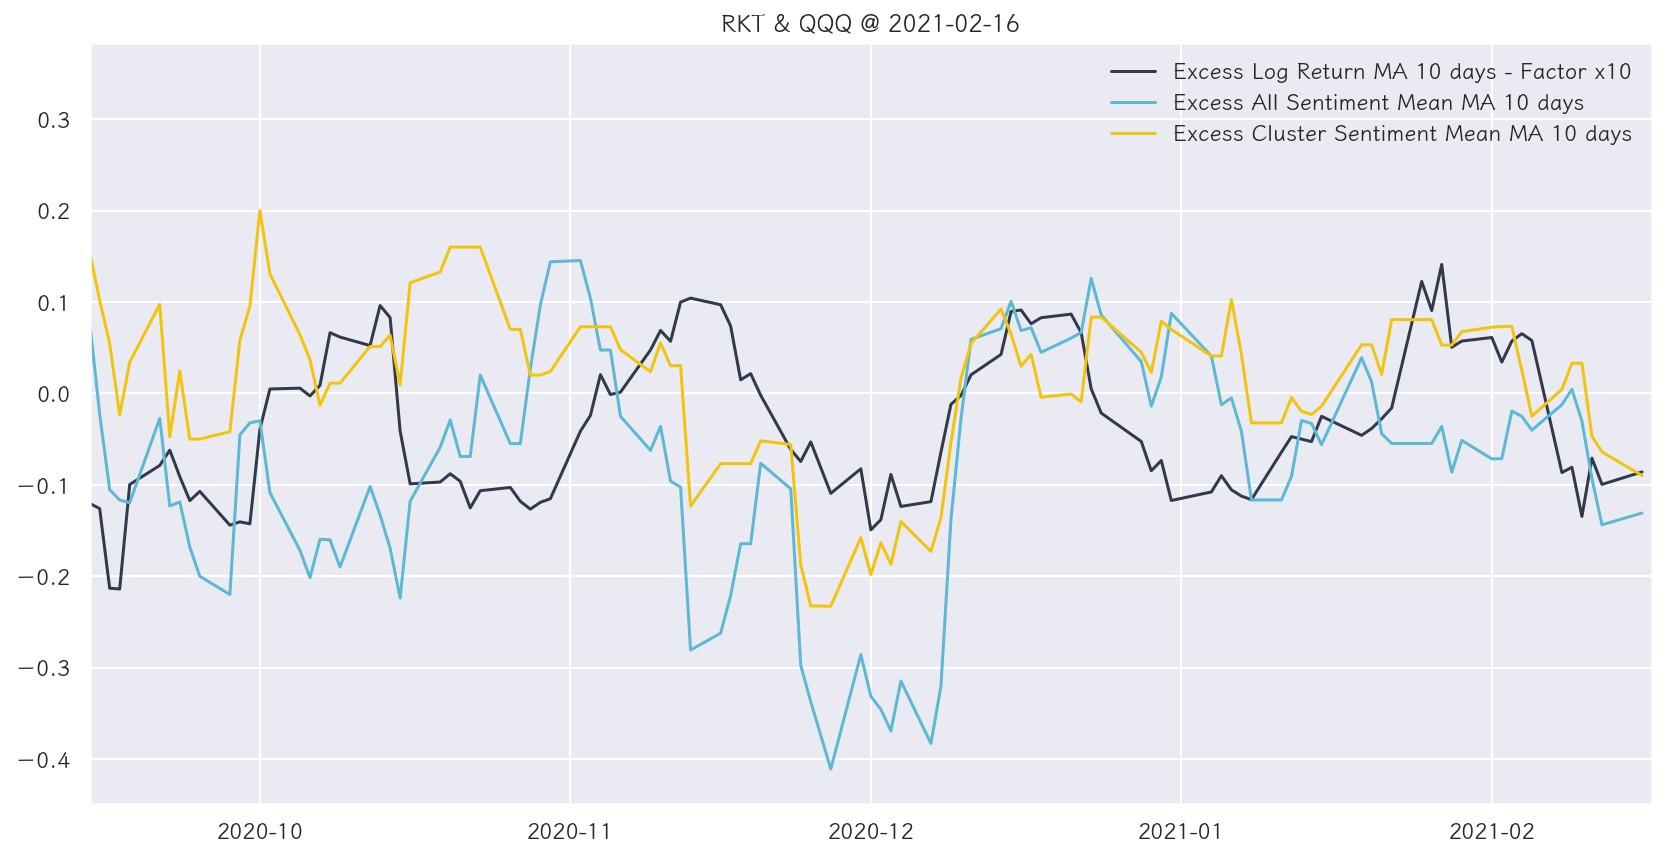 RKT & QQQ @ 2021-02-16
Excess Log Return MA 10 days - Factor x10
Excess All Sentiment Mean MA 10 days
Excess Cluster Sentiment Mean MA 10 days
0.3
0.2
0.1
0.0
−0.1
−0.2
−0.3
−0.4
2020-10 2020-11 2020-12 2021-01 2021-02